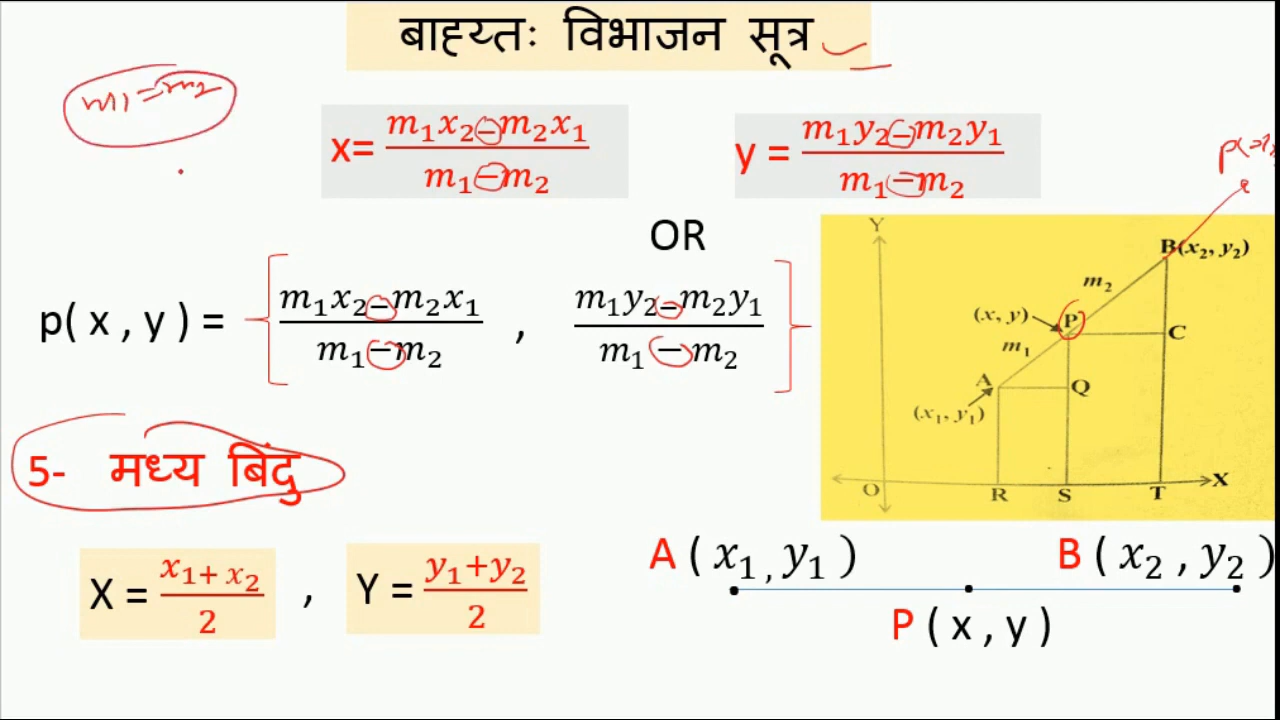 बाह्य्तः विभाजन सूत्र
m1 = m2
x= (m₁x₂ − m₂x₁)/(m₁ − m₂)
y = (m₁y₂ − m₂y₁)/(m₁ − m₂)
OR
p( x , y ) = { (m₁x₂ − m₂x₁)/(m₁ − m₂) , (m₁y₂ − m₂y₁)/(m₁ − m₂) }
Y
B(x₂, y₂)
m₂
(x, y)
P
C
m₁
A
Q
(x₁, y₁)
O
R
S
T
X
5- मध्य बिंदु
X = (x₁+ x₂)/2 , Y = (y₁+y₂)/2
A ( x₁ , y₁ )
B ( x₂ , y₂ )
P ( x , y )